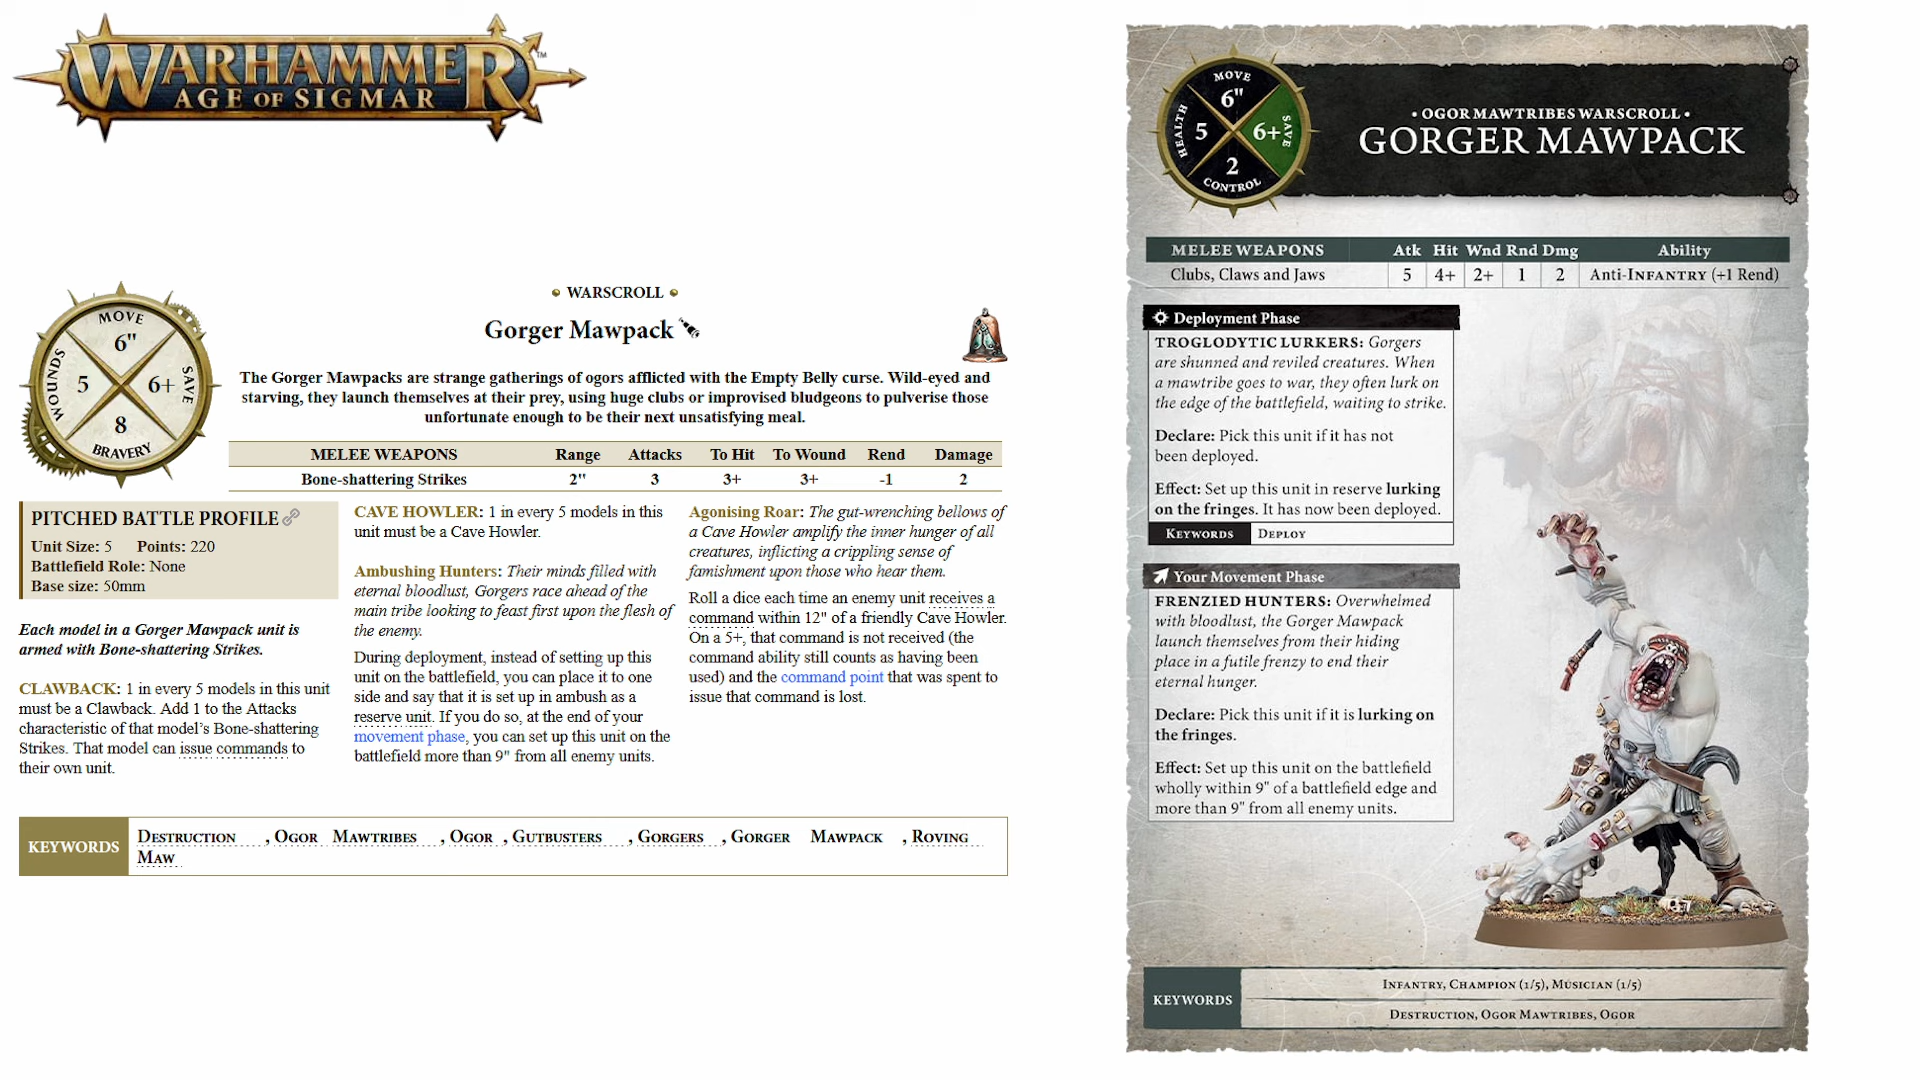 WARHAMMER
AGE OF SIGMAR
MOVE
6"
WOUNDS
5
6+
SAVE
8
BRAVERY
WARSCROLL
Gorger Mawpack
The Gorger Mawpacks are strange gatherings of ogors afflicted with the Empty Belly curse. Wild-eyed and
starving, they launch themselves at their prey, using huge clubs or improvised bludgeons to pulverise those
unfortunate enough to be their next unsatisfying meal.
MELEE WEAPONS Range Attacks To Hit To Wound Rend Damage
Bone-shattering Strikes 2" 3 3+ 3+ -1 2
PITCHED BATTLE PROFILE
Unit Size: 5 Points: 220
Battlefield Role: None
Base size: 50mm
Each model in a Gorger Mawpack unit is
armed with Bone-shattering Strikes.
CLAWBACK: 1 in every 5 models in this unit
must be a Clawback. Add 1 to the Attacks
characteristic of that model's Bone-shattering
Strikes. That model can issue commands to
their own unit.
CAVE HOWLER: 1 in every 5 models in this
unit must be a Cave Howler.
Ambushing Hunters: Their minds filled with
eternal bloodlust, Gorgers race ahead of the
main tribe looking to feast first upon the flesh of
the enemy.
During deployment, instead of setting up this
unit on the battlefield, you can place it to one
side and say that it is set up in ambush as a
reserve unit. If you do so, at the end of your
movement phase, you can set up this unit on the
battlefield more than 9" from all enemy units.
Agonising Roar: The gut-wrenching bellows of
a Cave Howler amplify the inner hunger of all
creatures, inflicting a crippling sense of
famishment upon those who hear them.
Roll a dice each time an enemy unit receives a
command within 12" of a friendly Cave Howler.
On a 5+, that command is not received (the
command ability still counts as having been
used) and the command point that was spent to
issue that command is lost.
KEYWORDS
DESTRUCTION , OGOR MAWTRIBES , OGOR , GUTBUSTERS , GORGERS , GORGER MAWPACK , ROVING
MAW
MOVE
6"
HEALTH
5
6+
SAVE
2
CONTROL
• OGOR MAWTRIBES WARSCROLL •
GORGER MAWPACK
MELEE WEAPONS Atk Hit Wnd Rnd Dmg Ability
Clubs, Claws and Jaws 5 4+ 2+ 1 2 Anti-INFANTRY (+1 Rend)
Deployment Phase
TROGLODYTIC LURKERS: Gorgers
are shunned and reviled creatures. When
a mawtribe goes to war, they often lurk on
the edge of the battlefield, waiting to strike.
Declare: Pick this unit if it has not
been deployed.
Effect: Set up this unit in reserve lurking
on the fringes. It has now been deployed.
KEYWORDS DEPLOY
Your Movement Phase
FRENZIED HUNTERS: Overwhelmed
with bloodlust, the Gorger Mawpack
launch themselves from their hiding
place in a futile frenzy to end their
eternal hunger.
Declare: Pick this unit if it is lurking on
the fringes.
Effect: Set up this unit on the battlefield
wholly within 9" of a battlefield edge and
more than 9" from all enemy units.
KEYWORDS
INFANTRY, CHAMPION (1/5), MUSICIAN (1/5)
DESTRUCTION, OGOR MAWTRIBES, OGOR